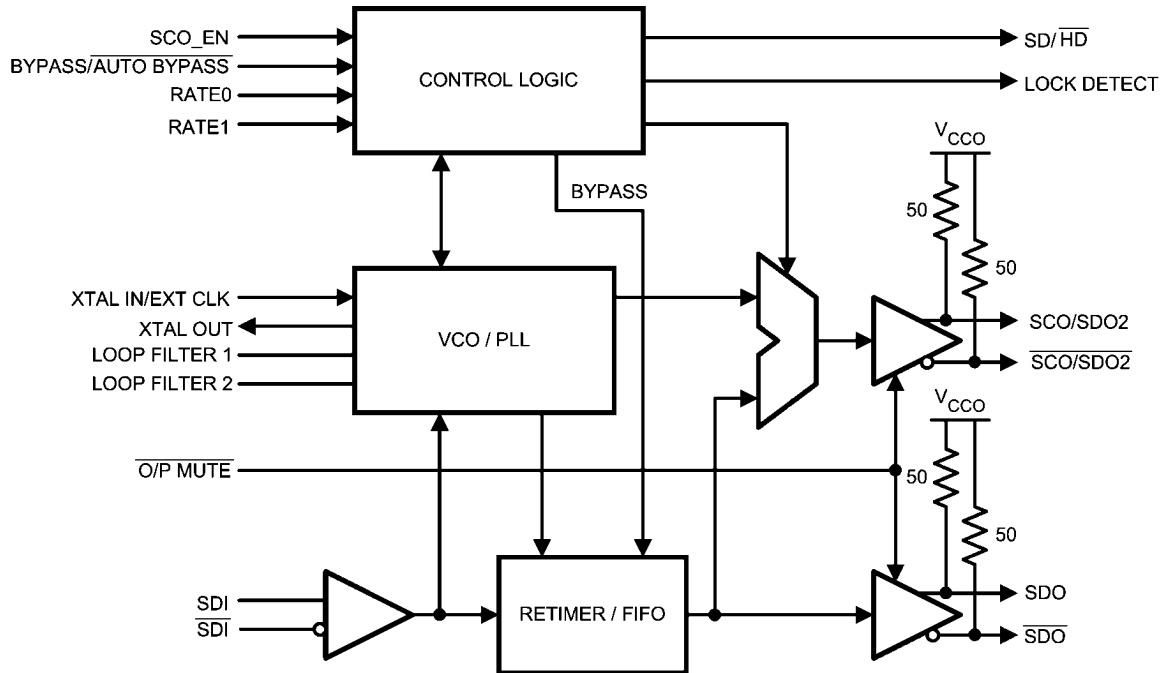 SCO_EN
BYPASS/AUTO BYPASS
RATE0
RATE1
CONTROL LOGIC
SD/HD
LOCK DETECT
BYPASS
VCCO
50
50
XTAL IN/EXT CLK
XTAL OUT
LOOP FILTER 1
LOOP FILTER 2
VCO / PLL
SCO/SDO2
SCO/SDO2
VCCO
O/P MUTE
50
50
SDI
SDI
RETIMER / FIFO
SDO
SDO